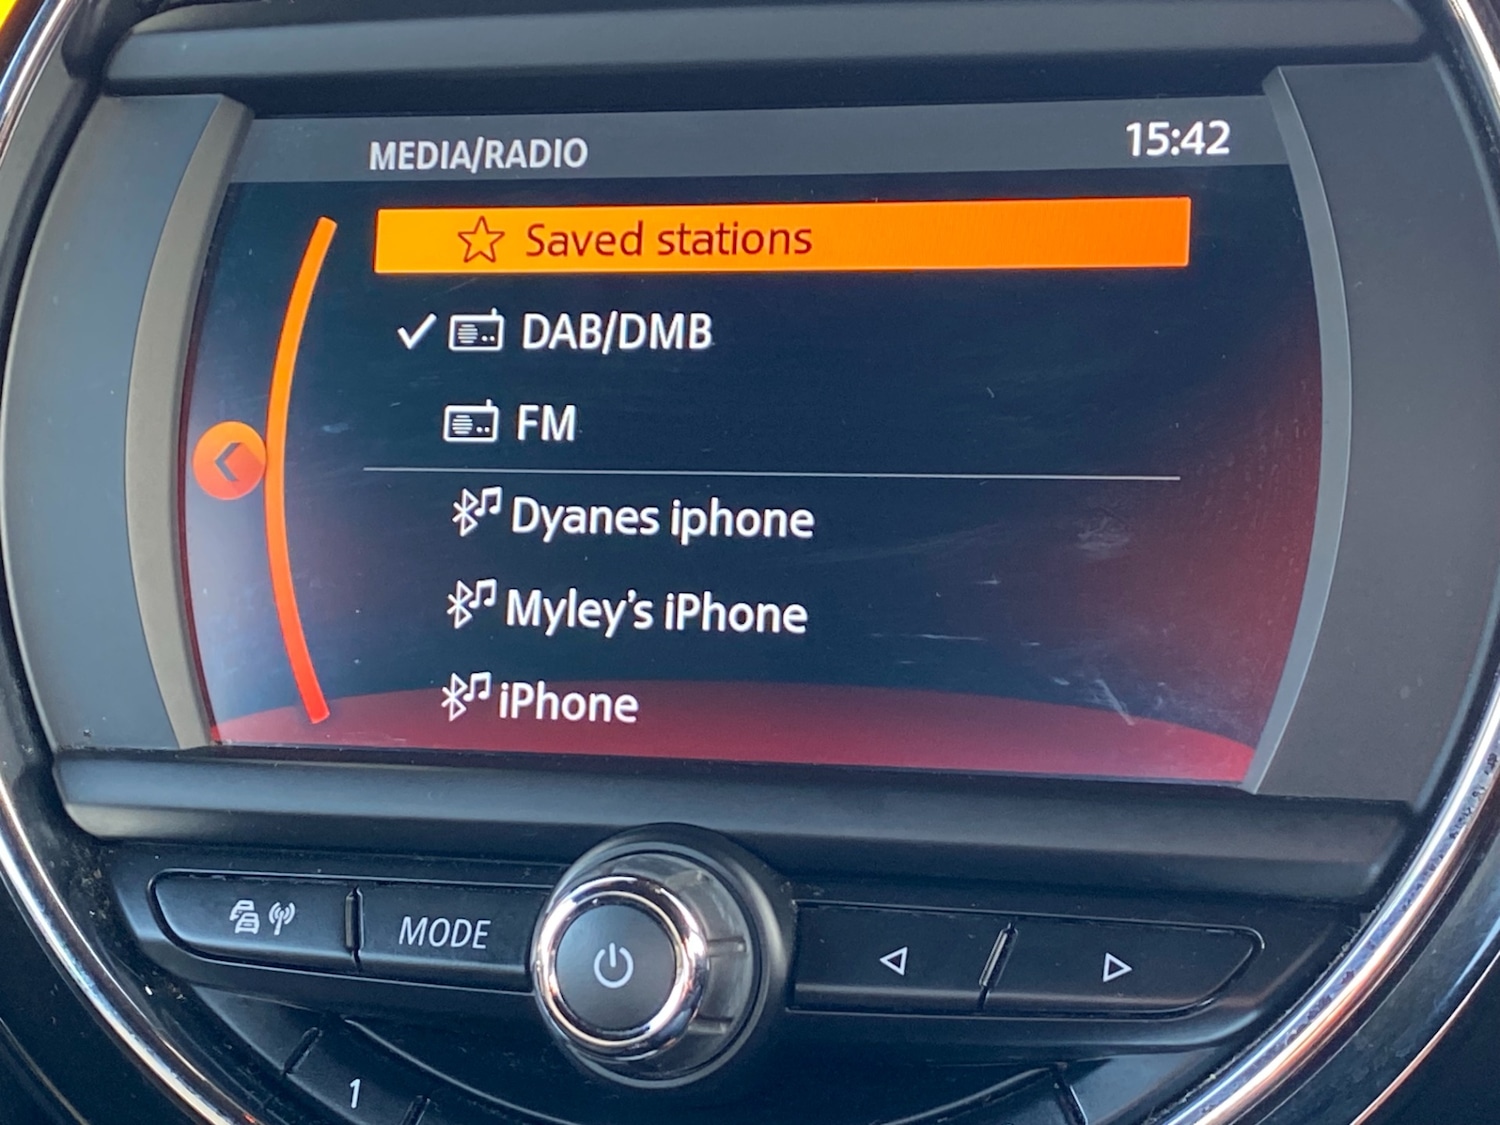 MEDIA/RADIO 15:42
Saved stations
DAB/DMB
FM
Dyanes iphone
Myley's iPhone
iPhone
MODE
1